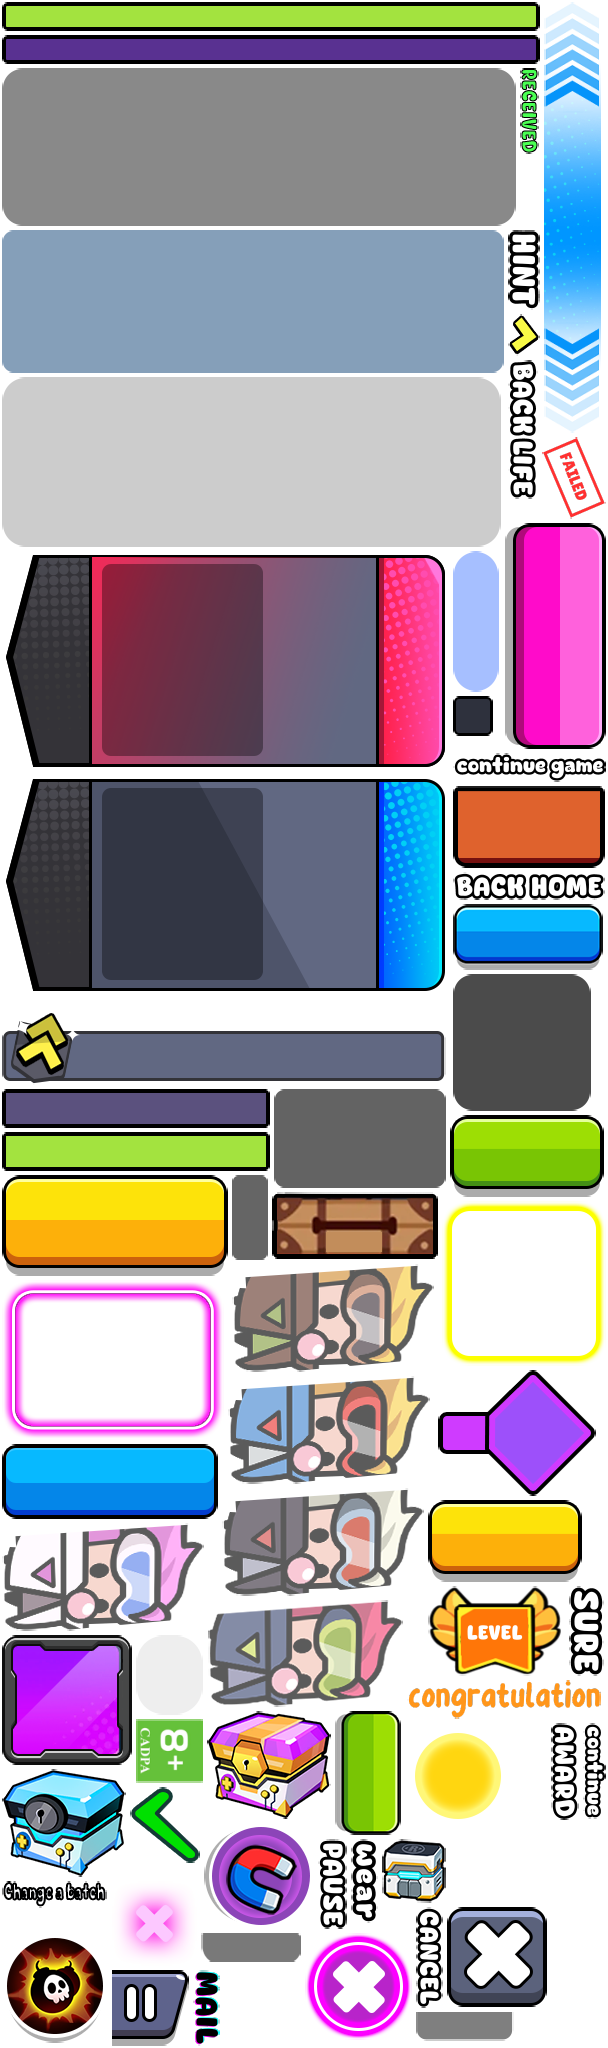 RECEIVED
HINT
BACK LIFE
FAILED
continue game
BACK HOME
LEVEL
SURE
congratulation
8+
CADPA
continue
AWARD
Change a batch
wear
PAUSE
CANCEL
MAIL